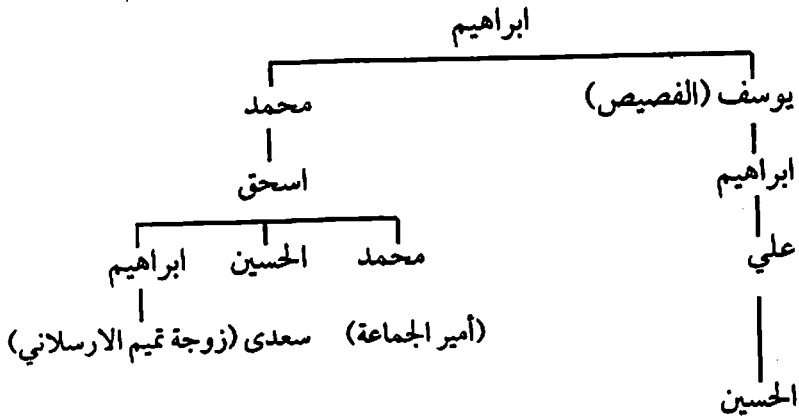 ابراهيم
يوسف (الفصيص) محمد
ابراهيم اسحق
علي محمد الحسين ابراهيم
(أمير الجماعة) سعدى (زوجة تميم الارسلاني)
الحسين